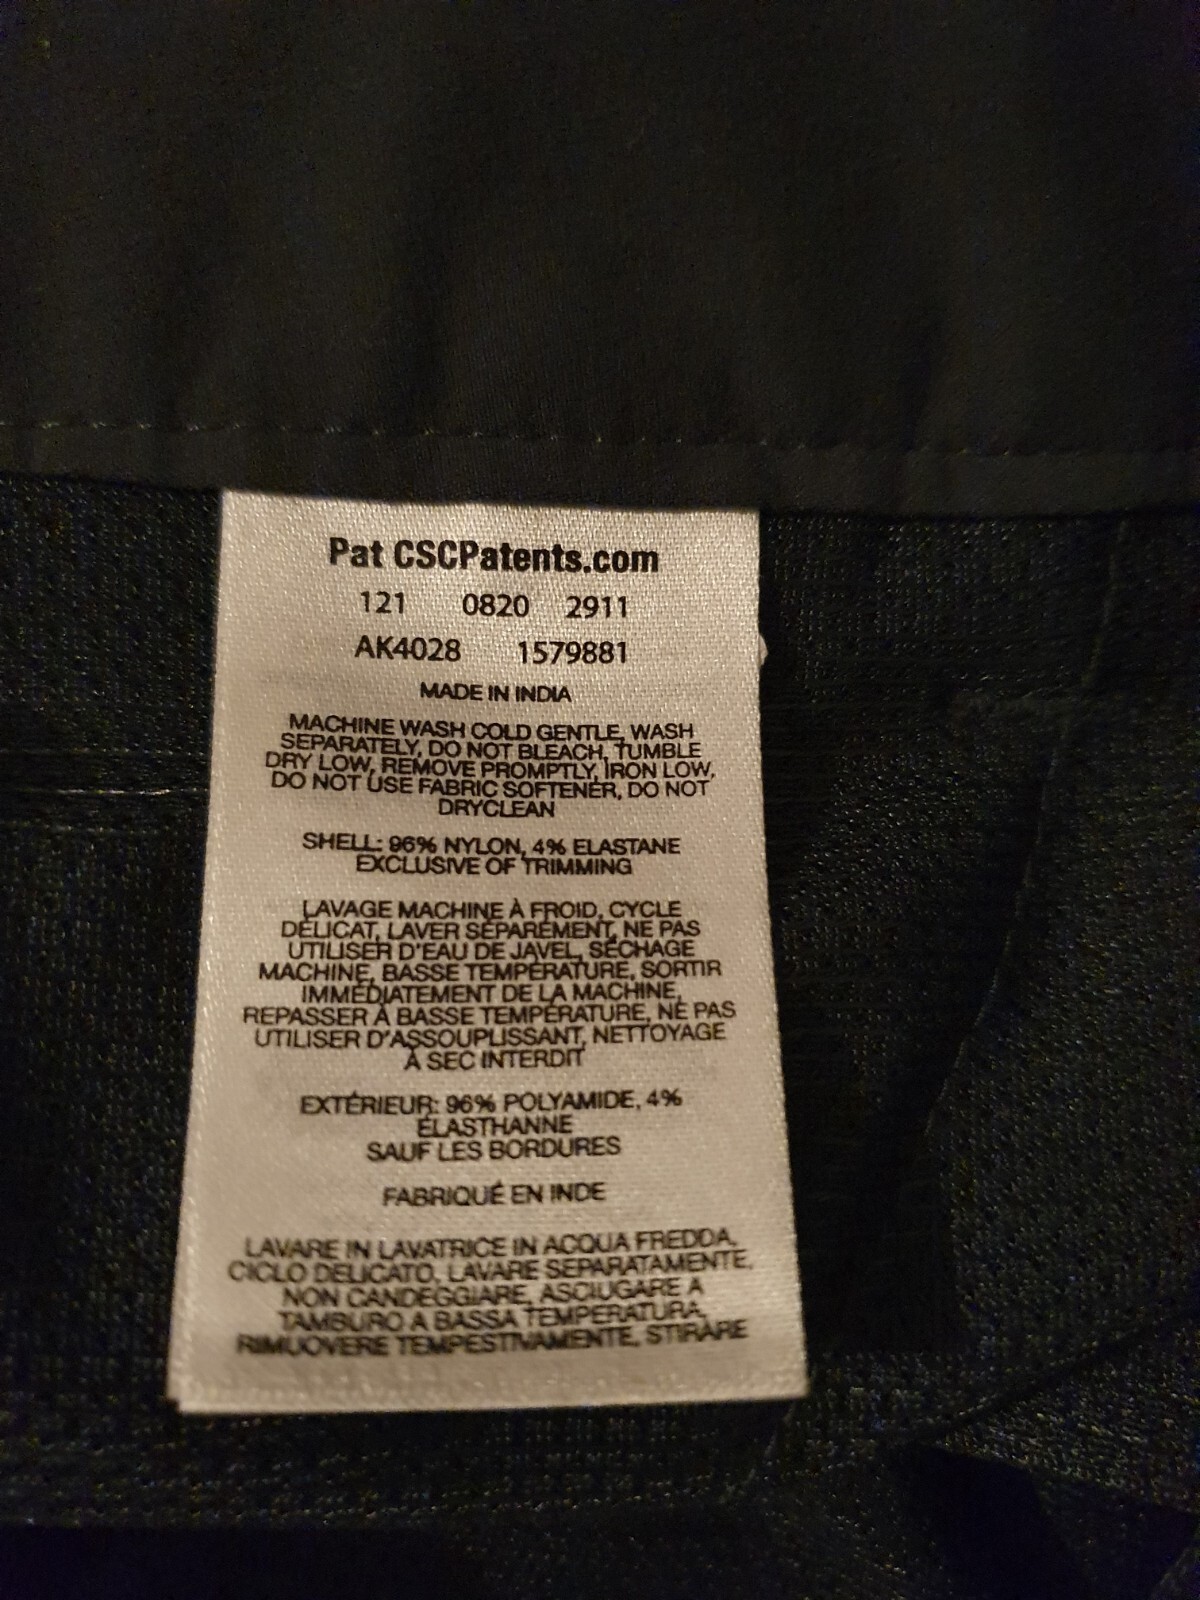 Pat CSCPatents.com
121 0820 2911
AK4028 1579881
MADE IN INDIA
MACHINE WASH COLD GENTLE, WASH
SEPARATELY, DO NOT BLEACH, TUMBLE
DRY LOW, REMOVE PROMPTLY, IRON LOW,
DO NOT USE FABRIC SOFTENER, DO NOT
DRYCLEAN
SHELL: 96% NYLON, 4% ELASTANE
EXCLUSIVE OF TRIMMING
LAVAGE MACHINE À FROID, CYCLE
DÉLICAT, LAVER SÉPARÉMENT, NE PAS
UTILISER D'EAU DE JAVEL, SÉCHAGE
MACHINE, BASSE TEMPÉRATURE, SORTIR
IMMÉDIATEMENT DE LA MACHINE,
REPASSER À BASSE TEMPÉRATURE, NE PAS
UTILISER D'ASSOUPLISSANT, NETTOYAGE
À SEC INTERDIT
EXTÉRIEUR: 96% POLYAMIDE, 4%
ÉLASTHANNE
SAUF LES BORDURES
FABRIQUÉ EN INDE
LAVARE IN LAVATRICE IN ACQUA FREDDA,
CICLO DELICATO, LAVARE SEPARATAMENTE,
NON CANDEGGIARE, ASCIUGARE A
TAMBURO A BASSA TEMPERATURA,
RIMUOVERE TEMPESTIVAMENTE, STIRARE